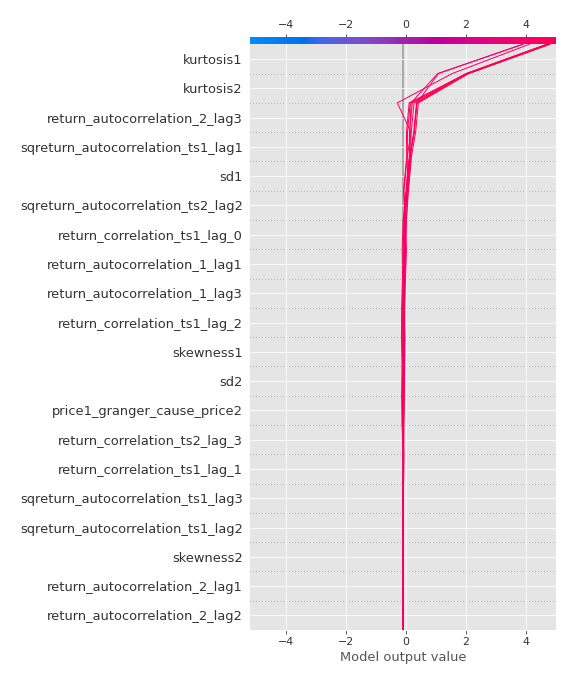 −4 −2 0 2 4
kurtosis1
kurtosis2
return_autocorrelation_2_lag3
sqreturn_autocorrelation_ts1_lag1
sd1
sqreturn_autocorrelation_ts2_lag2
return_correlation_ts1_lag_0
return_autocorrelation_1_lag1
return_autocorrelation_1_lag3
return_correlation_ts1_lag_2
skewness1
sd2
price1_granger_cause_price2
return_correlation_ts2_lag_3
return_correlation_ts1_lag_1
sqreturn_autocorrelation_ts1_lag3
sqreturn_autocorrelation_ts1_lag2
skewness2
return_autocorrelation_2_lag1
return_autocorrelation_2_lag2
−4 −2 0 2 4
Model output value